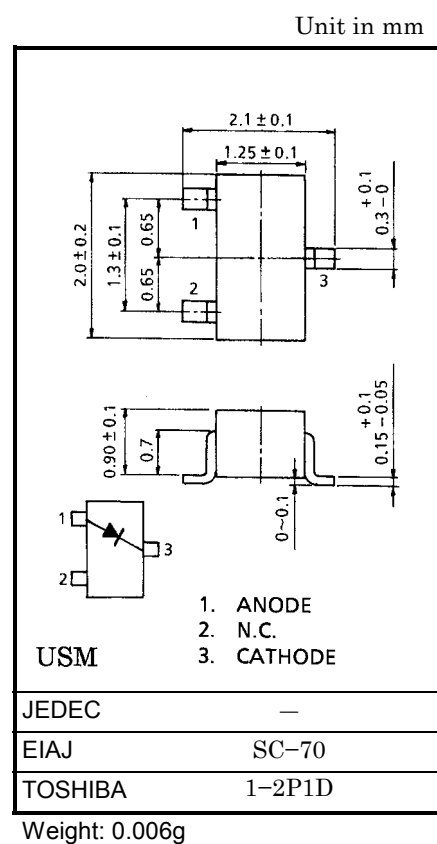 Unit in mm
2.1±0.1
1.25±0.1
+0.1
0.3−0
2.0±0.2
1.3±0.1
0.65
0.65
1
2
3
0.90±0.1
0.7
+0.1
0.15−0.05
0~0.1
1
2
3
1. ANODE
2. N.C.
3. CATHODE
USM
JEDEC —
EIAJ SC−70
TOSHIBA 1−2P1D
Weight: 0.006g